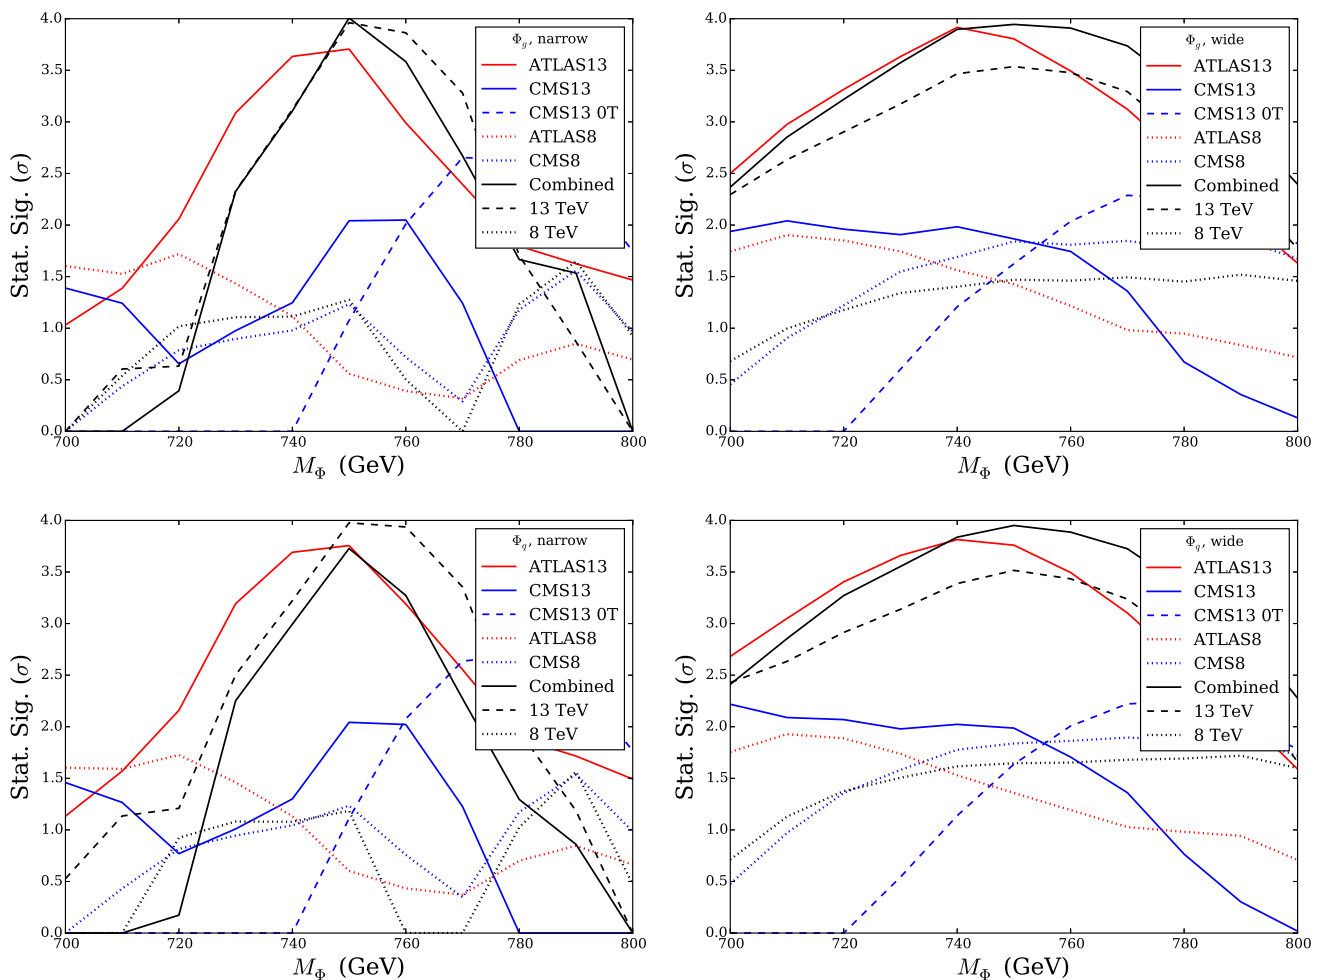 4.0
3.5
3.0
2.5
2.0
1.5
1.0
0.5
0.0
Stat. Sig. (σ)
700 720 740 760 780 800
M_Φ (GeV)
Φ_g, narrow
ATLAS13
CMS13
CMS13 0T
ATLAS8
CMS8
Combined
13 TeV
8 TeV
4.0
3.5
3.0
2.5
2.0
1.5
1.0
0.5
0.0
Stat. Sig. (σ)
700 720 740 760 780 800
M_Φ (GeV)
Φ_g, wide
ATLAS13
CMS13
CMS13 0T
ATLAS8
CMS8
Combined
13 TeV
8 TeV
4.0
3.5
3.0
2.5
2.0
1.5
1.0
0.5
0.0
Stat. Sig. (σ)
700 720 740 760 780 800
M_Φ (GeV)
Φ_q, narrow
ATLAS13
CMS13
CMS13 0T
ATLAS8
CMS8
Combined
13 TeV
8 TeV
4.0
3.5
3.0
2.5
2.0
1.5
1.0
0.5
0.0
Stat. Sig. (σ)
700 720 740 760 780 800
M_Φ (GeV)
Φ_q, wide
ATLAS13
CMS13
CMS13 0T
ATLAS8
CMS8
Combined
13 TeV
8 TeV